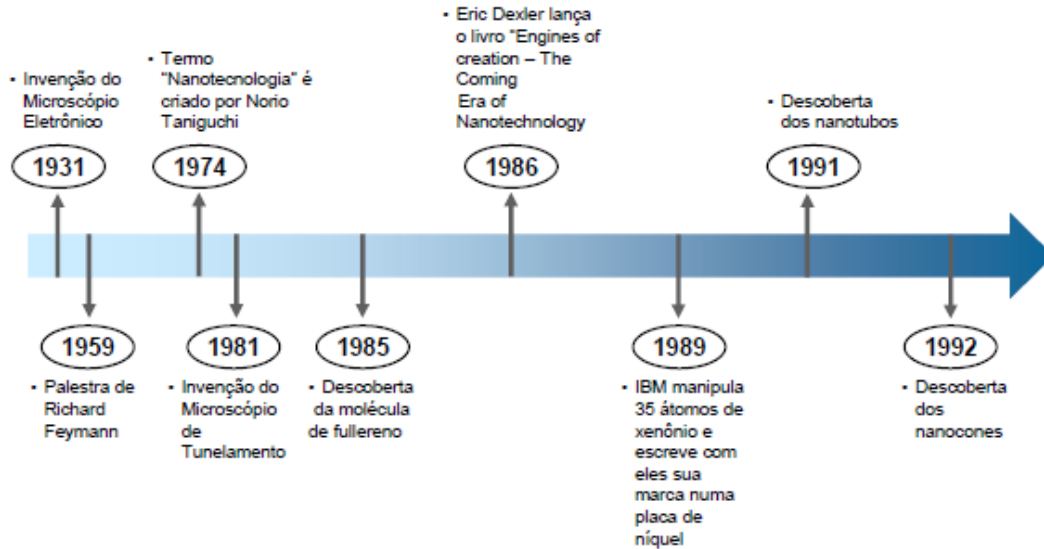 ▪ Invenção do
Microscópio
Eletrônico
1931
▪ Palestra de
Richard
Feymann
1959
▪ Termo
"Nanotecnologia" é
criado por Norio
Taniguchi
1974
▪ Invenção do
Microscópio
de
Tunelamento
1981
▪ Descoberta
da molécula
de fullereno
1985
▪ Eric Dexler lança
o livro "Engines of
creation – The
Coming
Era of
Nanotechnology
1986
▪ IBM manipula
35 átomos de
xenônio e
escreve com
eles sua
marca numa
placa de
níquel
1989
▪ Descoberta
dos nanotubos
1991
▪ Descoberta
dos
nanocones
1992